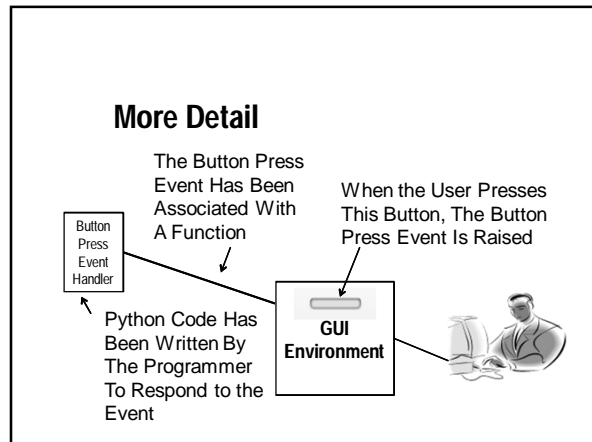 More Detail
The Button Press
Event Has Been
Associated With
A Function
When the User Presses
This Button, The Button
Press Event Is Raised
Button
Press
Event
Handler
GUI
Environment
Python Code Has
Been Written By
The Programmer
To Respond to the
Event